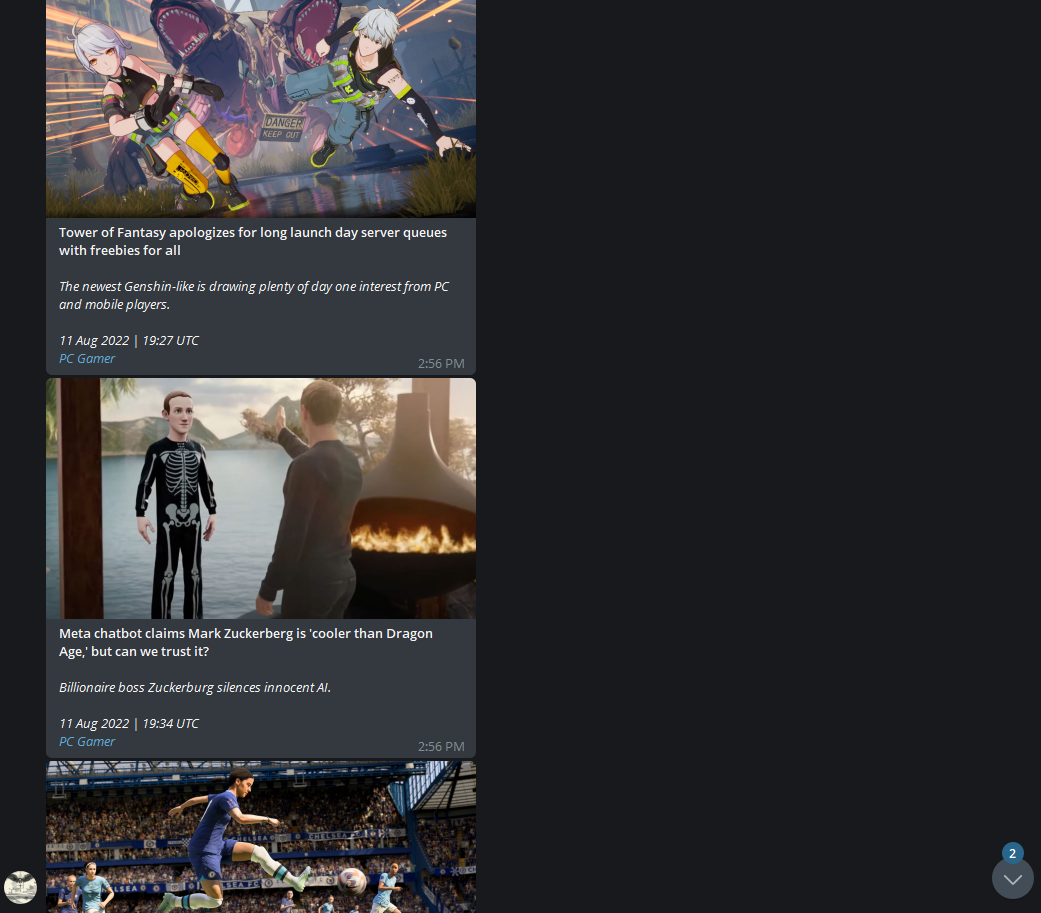 DANGER
KEEP OUT
Tower of Fantasy apologizes for long launch day server queues
with freebies for all
The newest Genshin-like is drawing plenty of day one interest from PC
and mobile players.
11 Aug 2022 | 19:27 UTC
PC Gamer
2:56 PM
Meta chatbot claims Mark Zuckerberg is 'cooler than Dragon
Age,' but can we trust it?
Billionaire boss Zuckerburg silences innocent AI.
11 Aug 2022 | 19:34 UTC
PC Gamer
2:56 PM
CHELSEA
CHELSEA FC
2